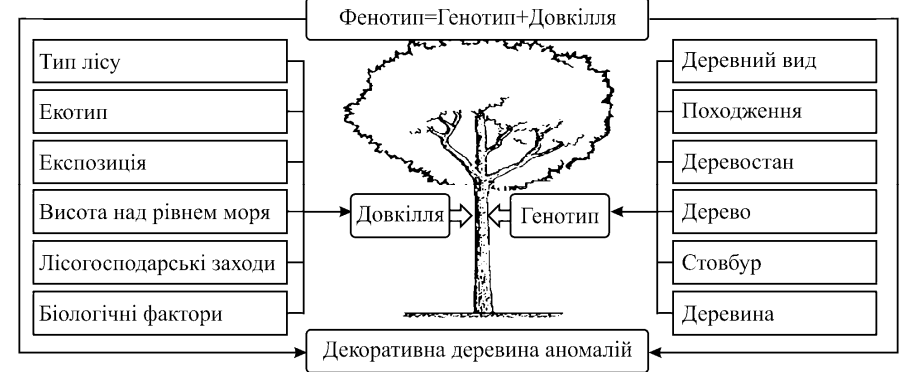 Фенотип=Генотип+Довкілля
Тип лісу
Екотип
Експозиція
Висота над рівнем моря
Лісогосподарські заходи
Біологічні фактори
Довкілля
Генотип
Деревний вид
Походження
Деревостан
Дерево
Стовбур
Деревина
Декоративна деревина аномалій